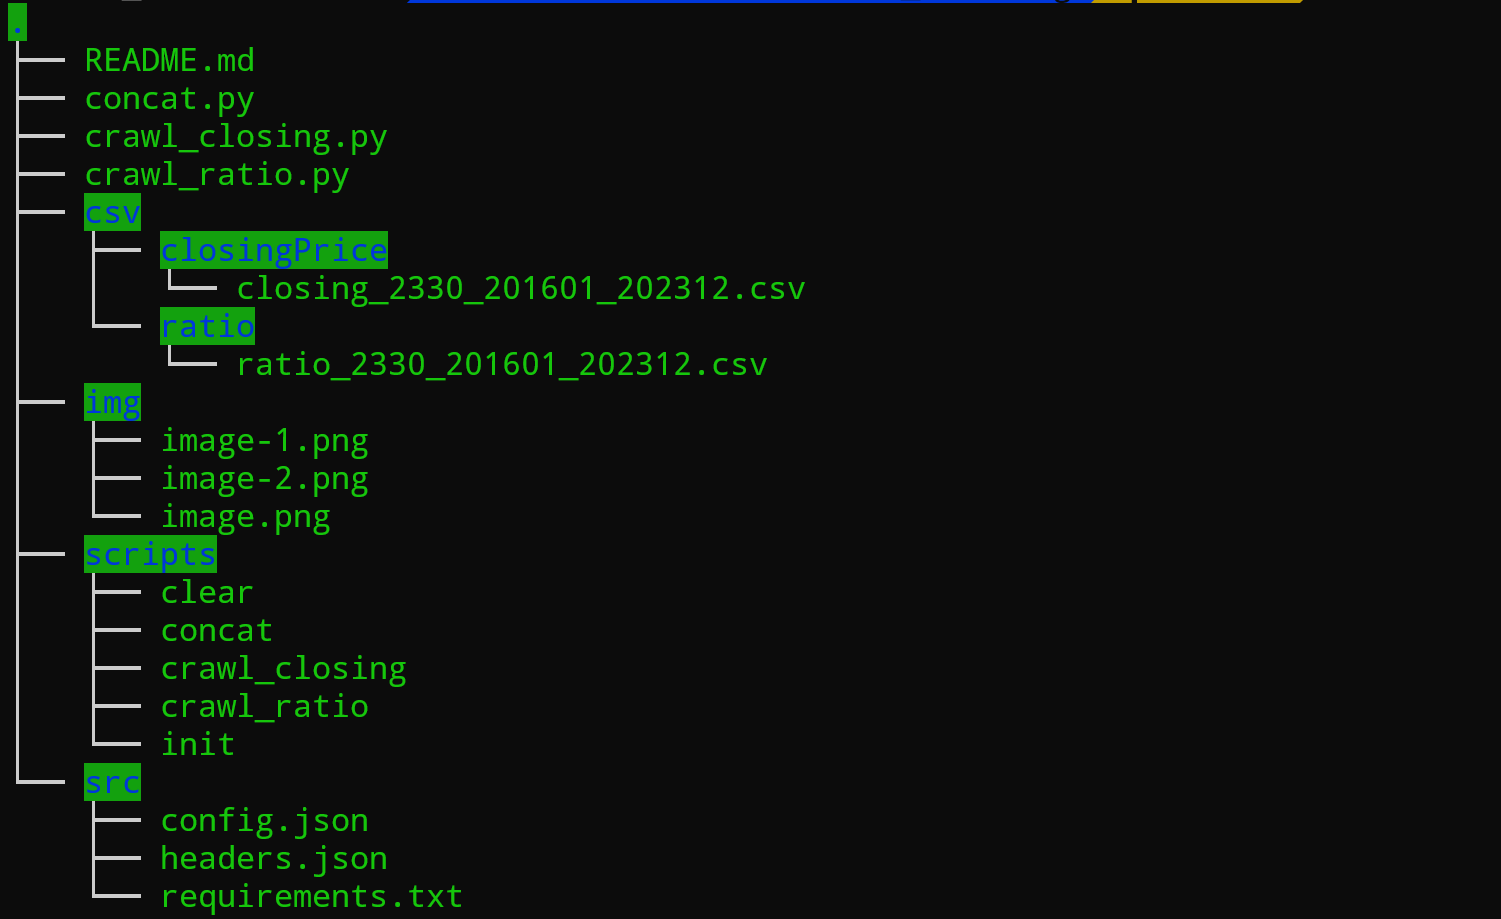 .
README.md
concat.py
crawl_closing.py
crawl_ratio.py
csv
closingPrice
closing_2330_201601_202312.csv
ratio
ratio_2330_201601_202312.csv
img
image-1.png
image-2.png
image.png
scripts
clear
concat
crawl_closing
crawl_ratio
init
src
config.json
headers.json
requirements.txt